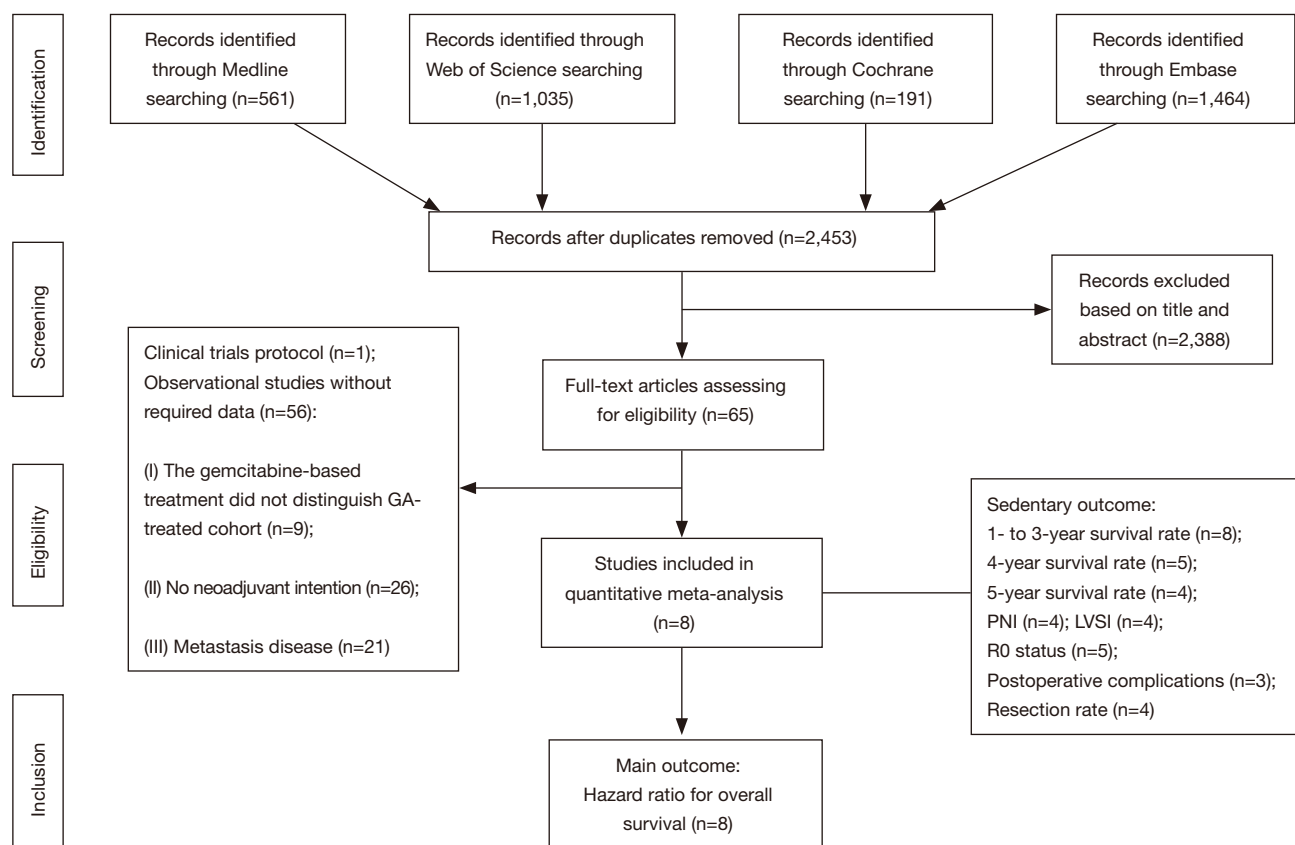 Identification
Records identified
through Medline
searching (n=561)
Records identified through
Web of Science searching
(n=1,035)
Records identified
through Cochrane
searching (n=191)
Records identified
through Embase
searching (n=1,464)
Records after duplicates removed (n=2,453)
Screening
Records excluded
based on title and
abstract (n=2,388)
Full-text articles assessing
for eligibility (n=65)
Clinical trials protocol (n=1);
Observational studies without
required data (n=56):
(I) The gemcitabine-based
treatment did not distinguish GA-
treated cohort (n=9);
(II) No neoadjuvant intention (n=26);
(III) Metastasis disease (n=21)
Eligibility
Studies included in
quantitative meta-analysis
(n=8)
Sedentary outcome:
1- to 3-year survival rate (n=8);
4-year survival rate (n=5);
5-year survival rate (n=4);
PNI (n=4); LVSI (n=4);
R0 status (n=5);
Postoperative complications (n=3);
Resection rate (n=4)
Inclusion
Main outcome:
Hazard ratio for overall
survival (n=8)